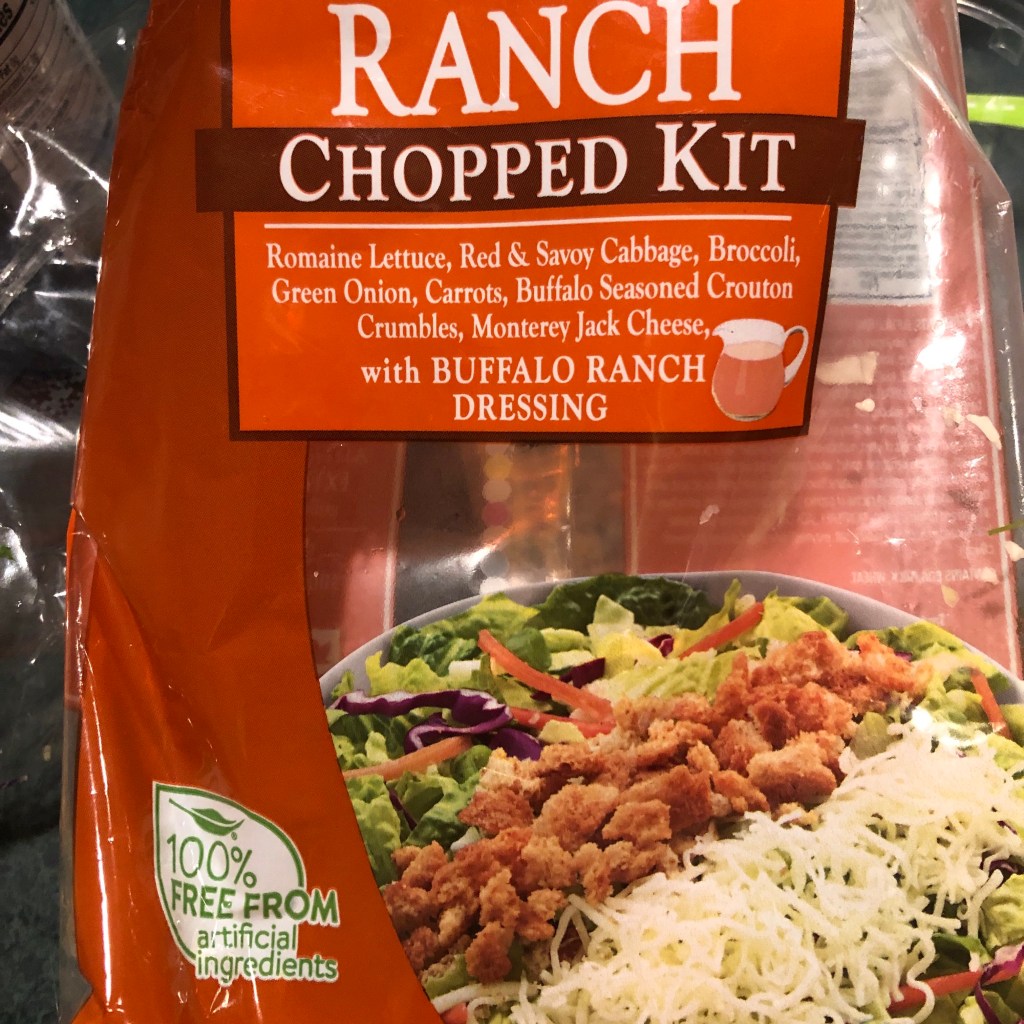 RANCH
CHOPPED KIT
Romaine Lettuce, Red & Savoy Cabbage, Broccoli,
Green Onion, Carrots, Buffalo Seasoned Crouton
Crumbles, Monterey Jack Cheese,
with BUFFALO RANCH
DRESSING
100%
FREE FROM
artificial
ingredients